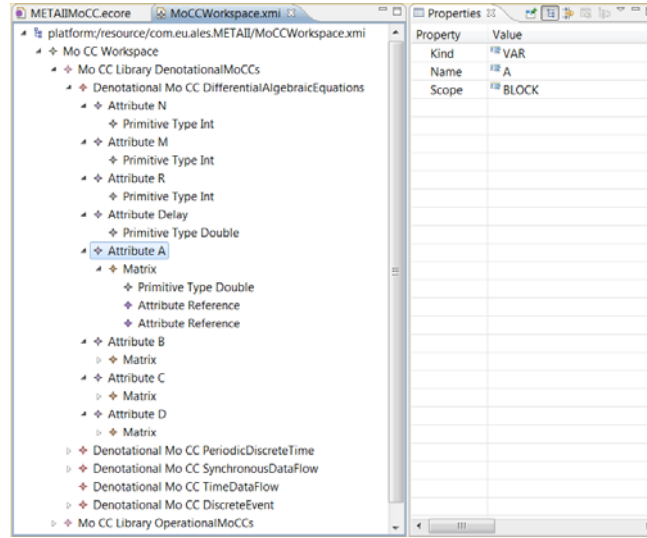 METAIIMoCC.ecore
MoCCWorkspace.xmi
platform:/resource/com.eu.ales.METAII/MoCCWorkspace.xmi
Mo CC Workspace
Mo CC Library DenotationalMoCCs
Denotational Mo CC DifferentialAlgebraicEquations
Attribute N
Primitive Type Int
Attribute M
Primitive Type Int
Attribute R
Primitive Type Int
Attribute Delay
Primitive Type Double
Attribute A
Matrix
Primitive Type Double
Attribute Reference
Attribute Reference
Attribute B
Matrix
Attribute C
Matrix
Attribute D
Matrix
Denotational Mo CC PeriodicDiscreteTime
Denotational Mo CC SynchronousDataFlow
Denotational Mo CC TimeDataFlow
Denotational Mo CC DiscreteEvent
Mo CC Library OperationalMoCCs
Properties
Property Value
Kind VAR
Name A
Scope BLOCK